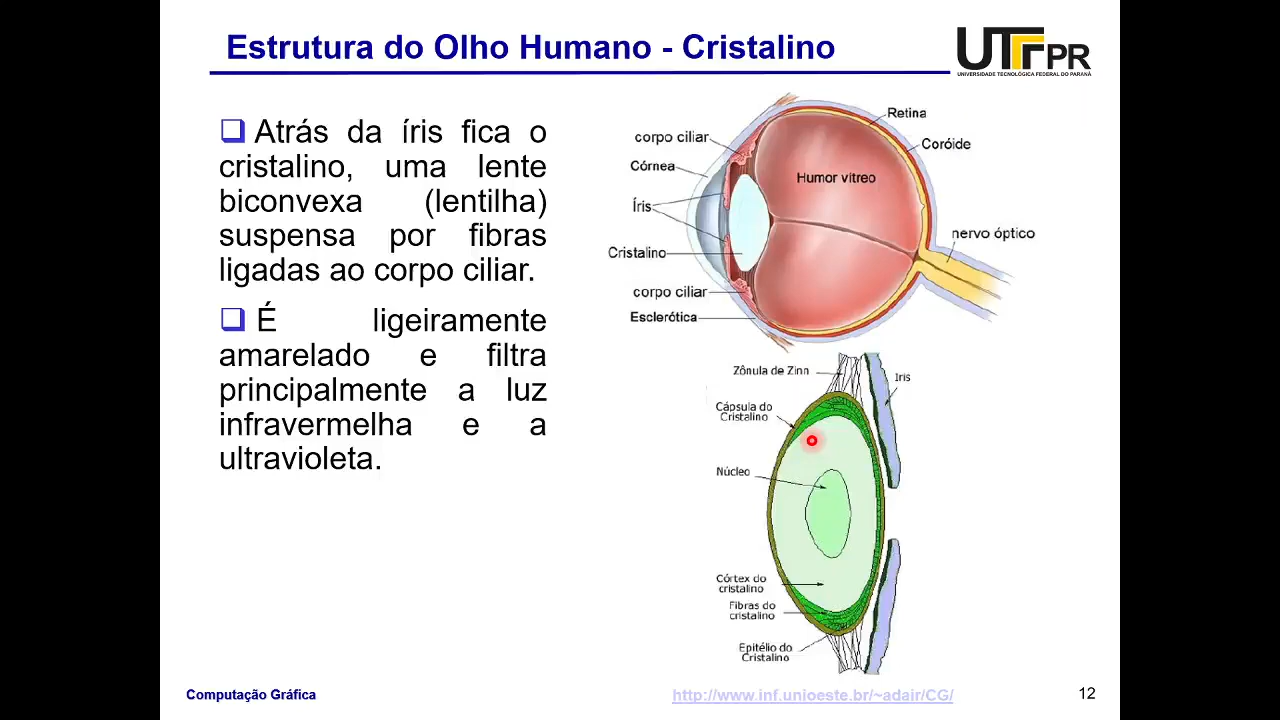 Estrutura do Olho Humano - Cristalino
UTFPR
UNIVERSIDADE TECNOLÓGICA FEDERAL DO PARANÁ
Atrás da íris fica o
cristalino, uma lente
biconvexa (lentilha)
suspensa por fibras
ligadas ao corpo ciliar.
É ligeiramente
amarelado e filtra
principalmente a luz
infravermelha e a
ultravioleta.
Retina
corpo ciliar
Coróide
Córnea
Humor vitreo
Íris
nervo óptico
Cristalino
corpo ciliar
Esclerótica
Zônula de Zinn
Iris
Cápsula do
Cristalino
Núcleo
Córtex do
cristalino
Fibras do
cristalino
Epitélio do
Cristalino
Computação Gráfica
http://www.inf.unioeste.br/~adair/CG/
12